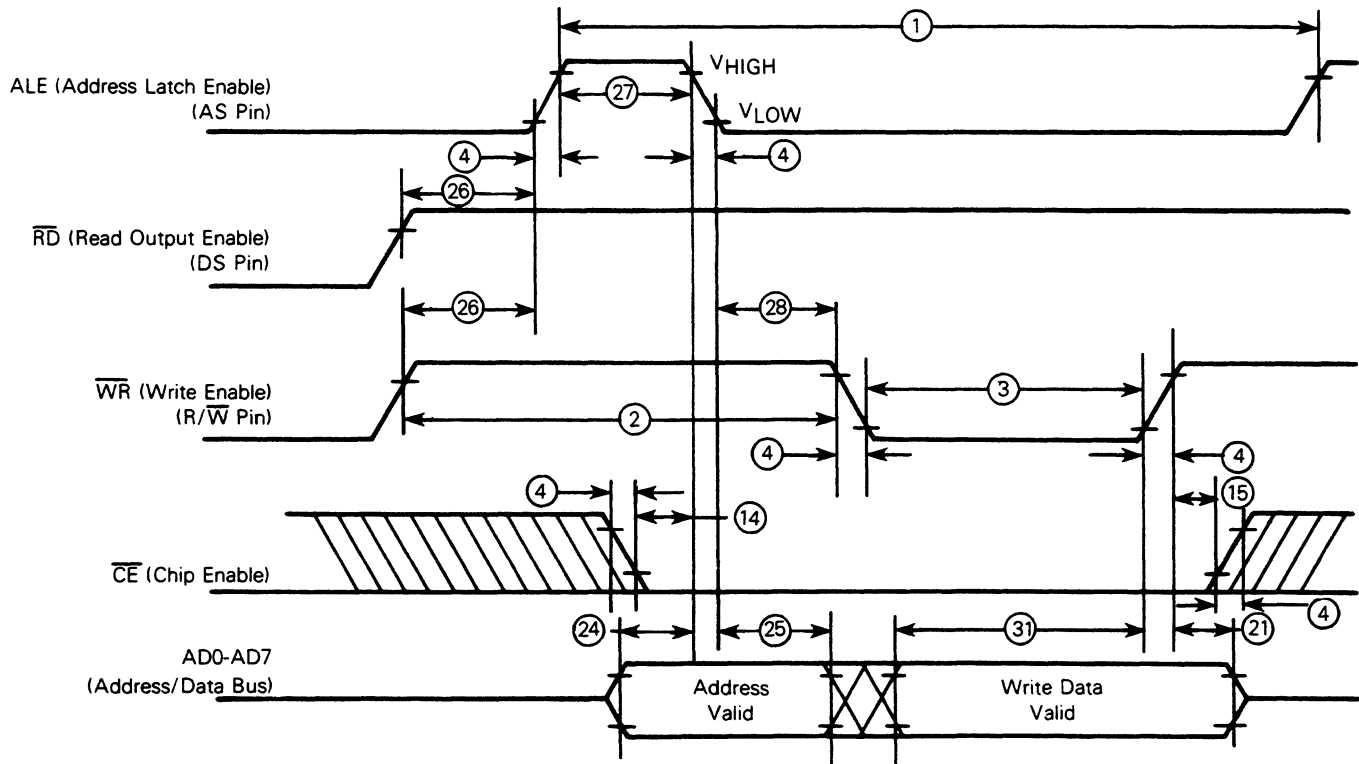 1
ALE (Address Latch Enable)
(AS Pin)
VHIGH
27
VLOW
4
4
26
RD (Read Output Enable)
(DS Pin)
26
28
WR (Write Enable)
(R/W Pin)
3
2
4
4
4
15
14
CE (Chip Enable)
4
24
25
31
21
AD0-AD7
(Address/Data Bus)
Address
Valid
Write Data
Valid